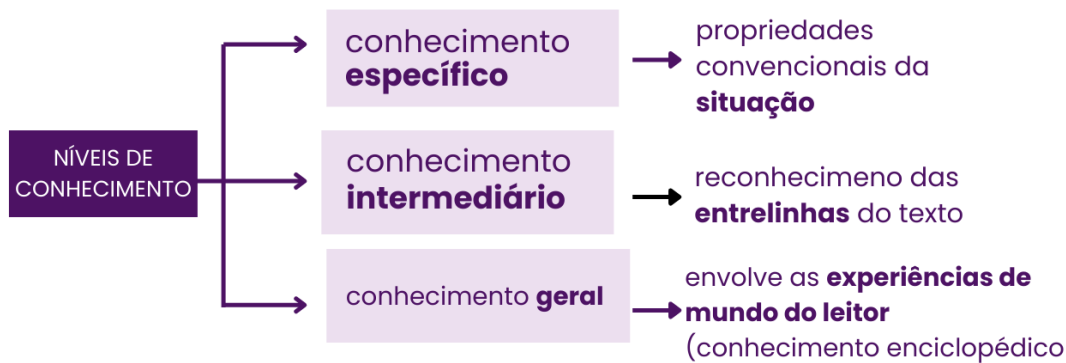 NÍVEIS DE
CONHECIMENTO
conhecimento
específico
propriedades
convencionais da
situação
conhecimento
intermediário
reconhecimeno das
entrelinhas do texto
conhecimento geral
envolve as experiências de
mundo do leitor
(conhecimento enciclopédico